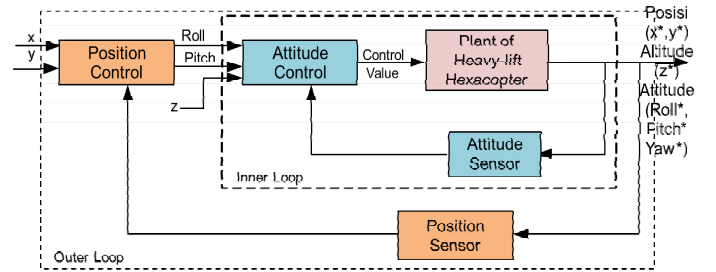 x
y
Position
Control
Roll
Pitch
z
Attitude
Control
Control
Value
Plant of
Heavy-lift
Hexacopter
Attitude
Sensor
Inner Loop
Position
Sensor
Outer Loop
Posisi
(x*,y*)
Altitude
(z*)
Attitude
(Roll*,
Pitch*
Yaw*)